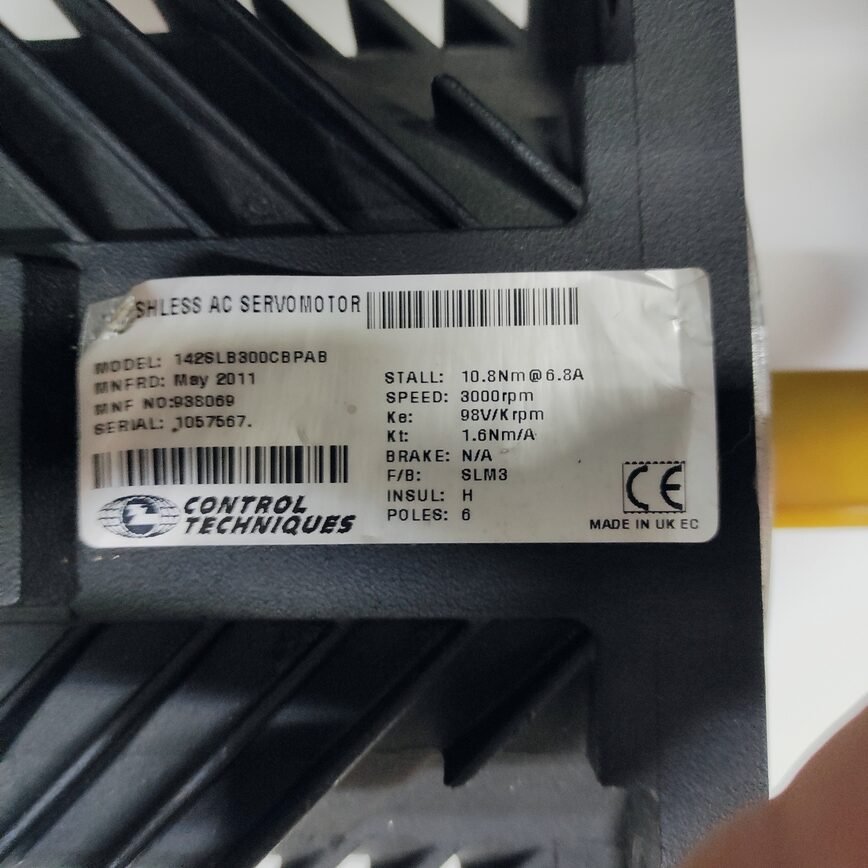 SHLESS AC SERVOMOTOR
MODEL: 142SLB300CBPAB
MNFRD: May 2011
MNF NO:938069
SERIAL: 1057567.
CONTROL
TECHNIQUES
STALL: 10.8Nm@6.8A
SPEED: 3000rpm
Ke: 98V/Krpm
Kt: 1.6Nm/A
BRAKE: N/A
F/B: SLM3
INSUL: H
POLES: 6
CE
MADE IN UK EC